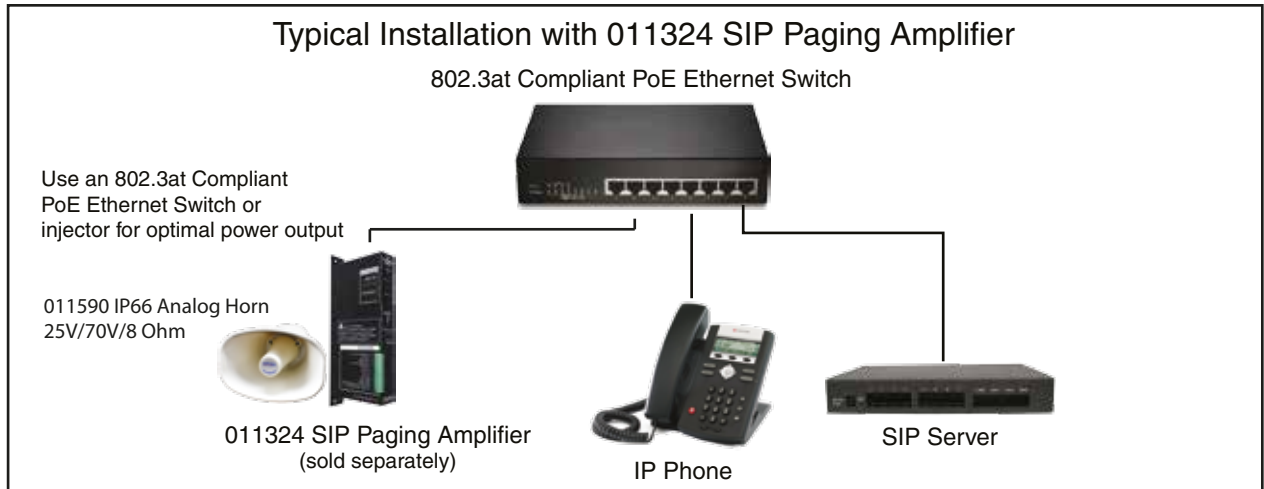 Typical Installation with 011324 SIP Paging Amplifier
802.3at Compliant PoE Ethernet Switch
Use an 802.3at Compliant
PoE Ethernet Switch or
injector for optimal power output
011590 IP66 Analog Horn
25V/70V/8 Ohm
011324 SIP Paging Amplifier
(sold separately)
IP Phone
SIP Server